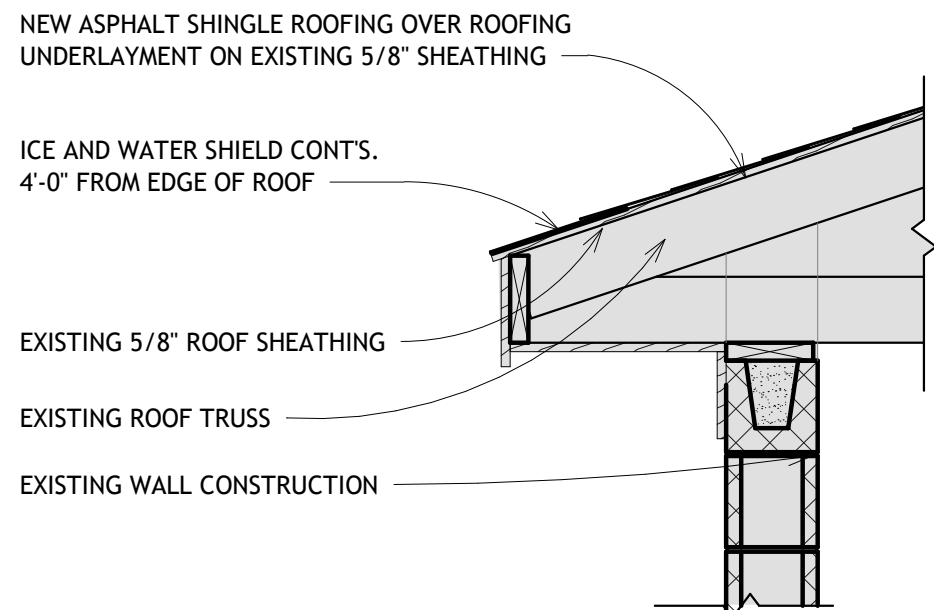 NEW ASPHALT SHINGLE ROOFING OVER ROOFING
UNDERLAYMENT ON EXISTING 5/8" SHEATHING
ICE AND WATER SHIELD CONT'S.
4'-0" FROM EDGE OF ROOF
EXISTING 5/8" ROOF SHEATHING
EXISTING ROOF TRUSS
EXISTING WALL CONSTRUCTION